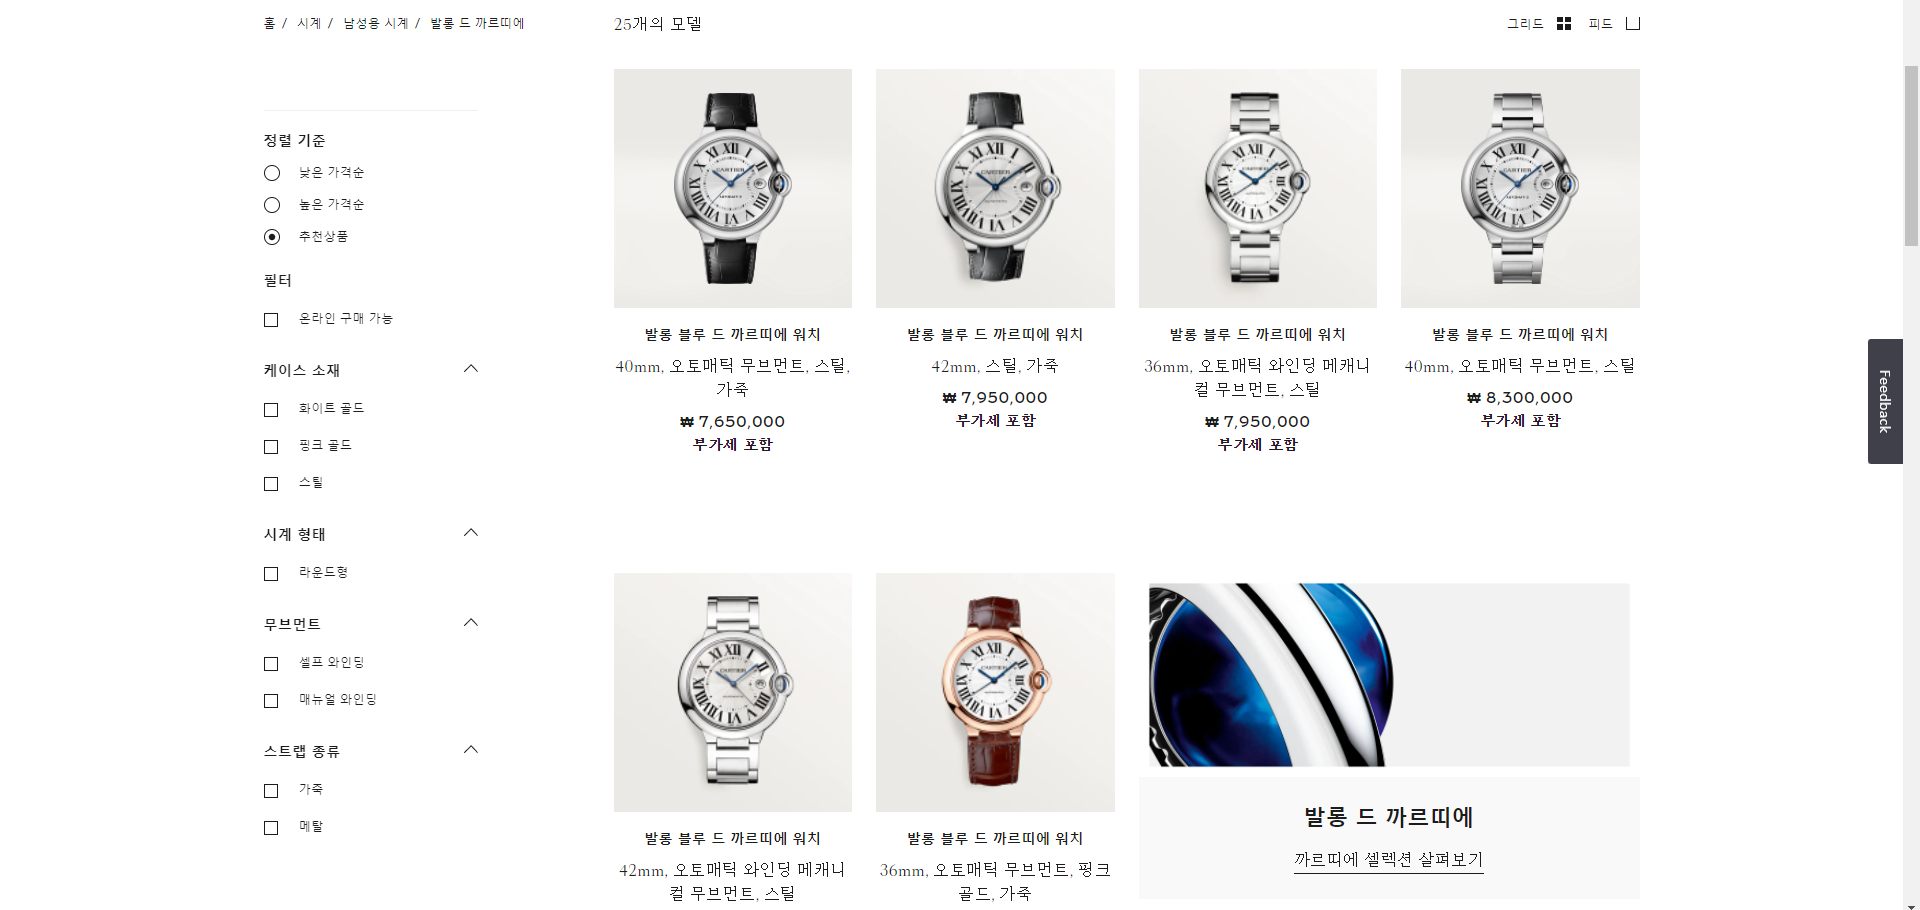 홈 / 시계 / 남성용 시계 / 발롱 드 까르띠에
25개의 모델
그리드
피드
정렬 기준
낮은 가격순
높은 가격순
추천상품
필터
온라인 구매 가능
케이스 소재
화이트 골드
핑크 골드
스틸
시계 형태
라운드형
무브먼트
셀프 와인딩
매뉴얼 와인딩
스트랩 종류
가죽
메탈
발롱 블루 드 까르띠에 워치
40mm, 오토매틱 무브먼트, 스틸,
가죽
₩ 7,650,000
부가세 포함
발롱 블루 드 까르띠에 워치
42mm, 스틸, 가죽
₩ 7,950,000
부가세 포함
발롱 블루 드 까르띠에 워치
36mm, 오토매틱 와인딩 메캐니
컬 무브먼트, 스틸
₩ 7,950,000
부가세 포함
발롱 블루 드 까르띠에 워치
40mm, 오토매틱 무브먼트, 스틸
₩ 8,300,000
부가세 포함
발롱 블루 드 까르띠에 워치
42mm, 오토매틱 와인딩 메캐니
컬 무브먼트, 스틸
발롱 블루 드 까르띠에 워치
36mm, 오토매틱 무브먼트, 핑크
골드, 가죽
발롱 드 까르띠에
까르띠에 셀렉션 살펴보기
Feedback